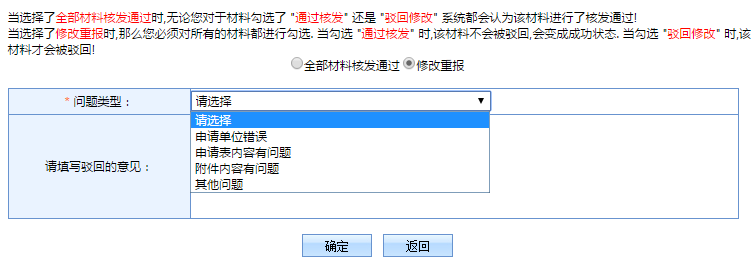 当选择了全部材料核发通过时,无论您对于材料勾选了 "通过核发" 还是 "驳回修改" 系统都会认为该材料进行了核发通过!
当选择了修改重报时,那么您必须对所有的材料都进行勾选. 当勾选 "通过核发" 时,该材料不会被驳回,会变成成功状态. 当勾选 "驳回修改" 时,该
材料才会被驳回!
全部材料核发通过 修改重报
* 问题类型： 请选择
请选择
申请单位错误
申请表内容有问题
请填写驳回的意见：
附件内容有问题
其他问题
确定 返回